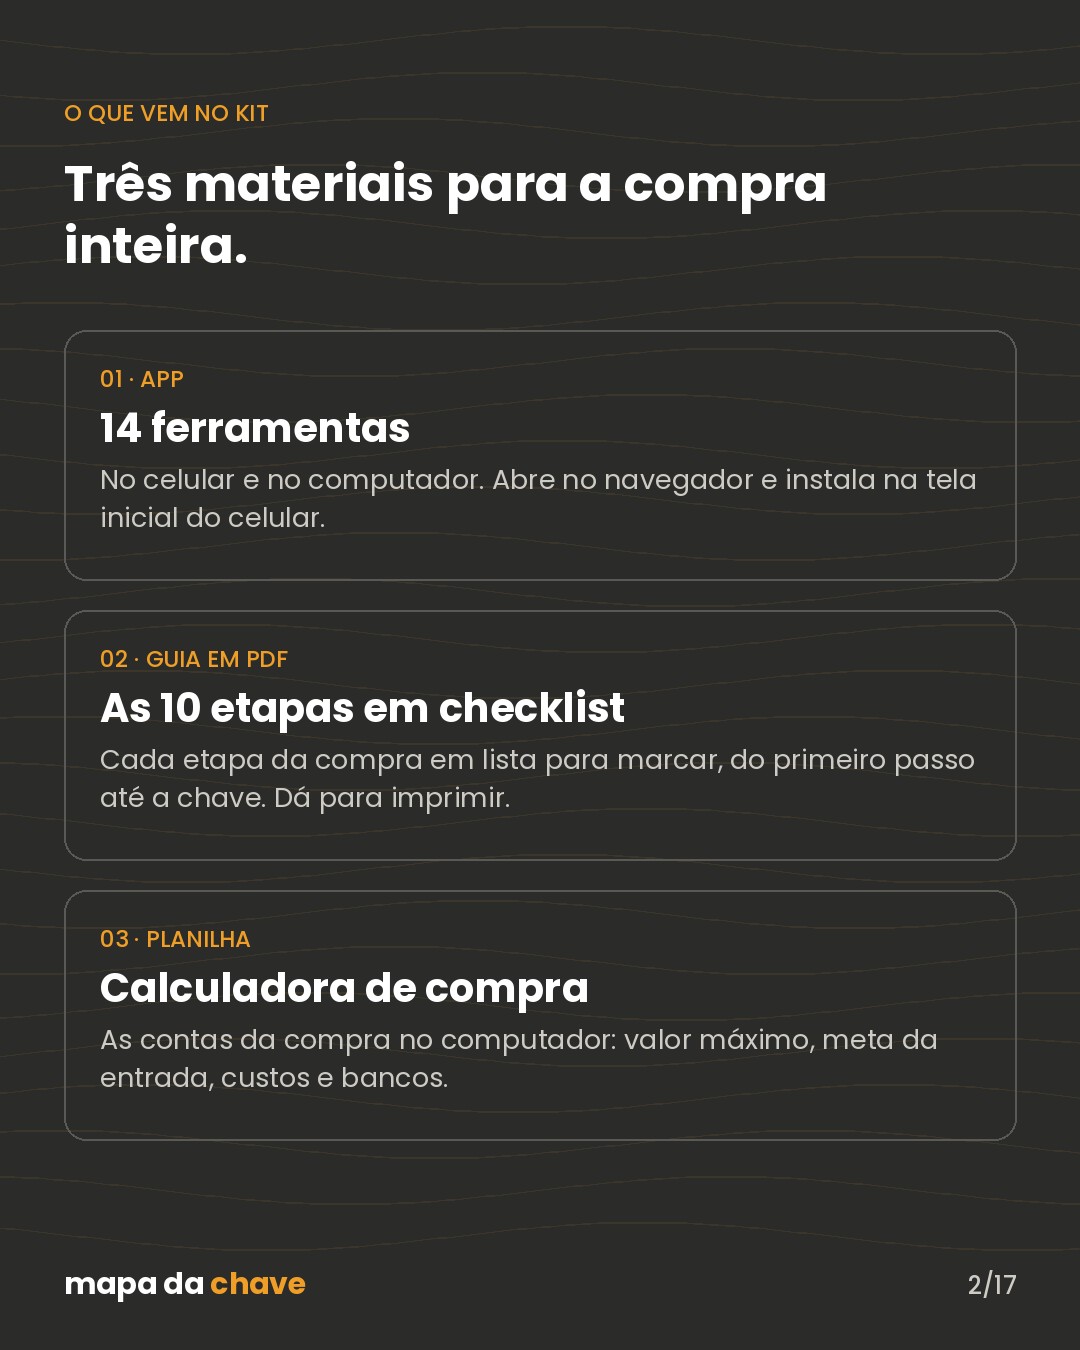 O QUE VEM NO KIT
Três materiais para a compra
inteira.
01 · APP
14 ferramentas
No celular e no computador. Abre no navegador e instala na tela
inicial do celular.
02 · GUIA EM PDF
As 10 etapas em checklist
Cada etapa da compra em lista para marcar, do primeiro passo
até a chave. Dá para imprimir.
03 · PLANILHA
Calculadora de compra
As contas da compra no computador: valor máximo, meta da
entrada, custos e bancos.
mapa da chave
2/17